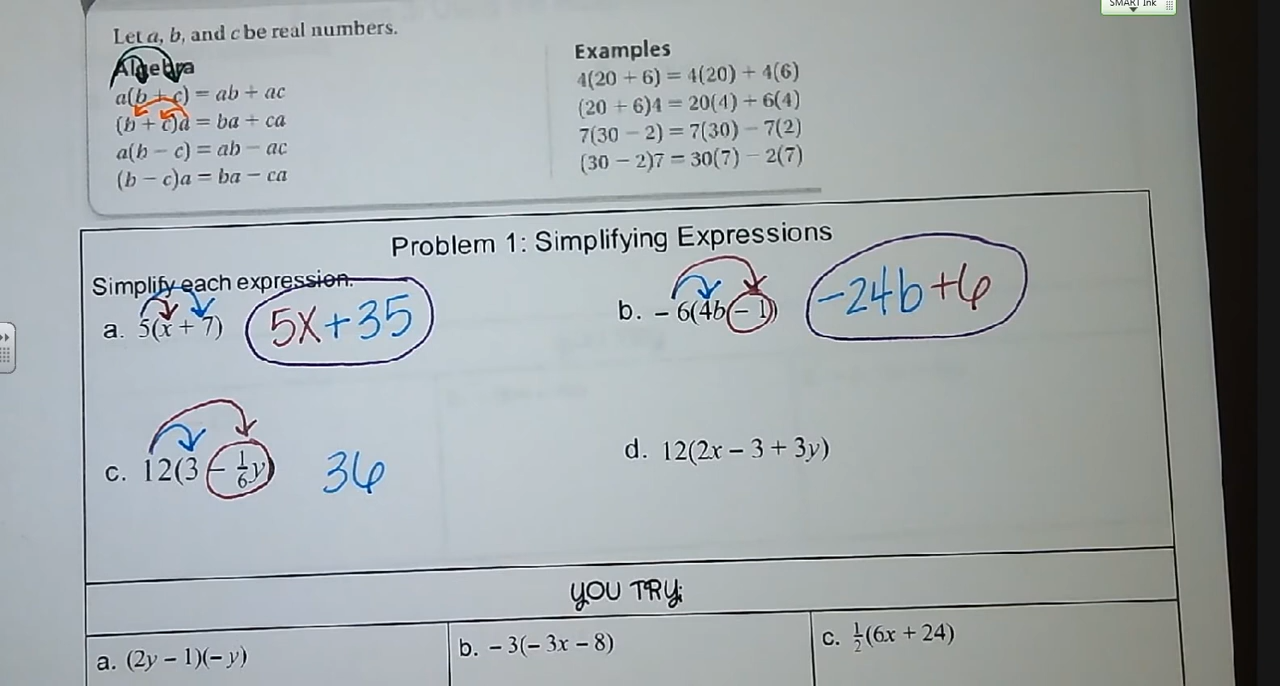 SMART Ink
Let a, b, and c be real numbers.
Algebra
a(b + c) = ab + ac
(b + c)a = ba + ca
a(b − c) = ab − ac
(b − c)a = ba − ca
Examples
4(20 + 6) = 4(20) + 4(6)
(20 + 6)4 = 20(4) + 6(4)
7(30 − 2) = 7(30) − 7(2)
(30 − 2)7 = 30(7) − 2(7)
Problem 1: Simplifying Expressions
Simplify each expression.
a. 5(x + 7) 5x+35
b. − 6(4b − 1) −24b+6
c. 12(3 − 1/6 y) 36
d. 12(2x − 3 + 3y)
YOU TRY:
a. (2y − 1)(− y)
b. − 3(− 3x − 8)
c. 1/2 (6x + 24)